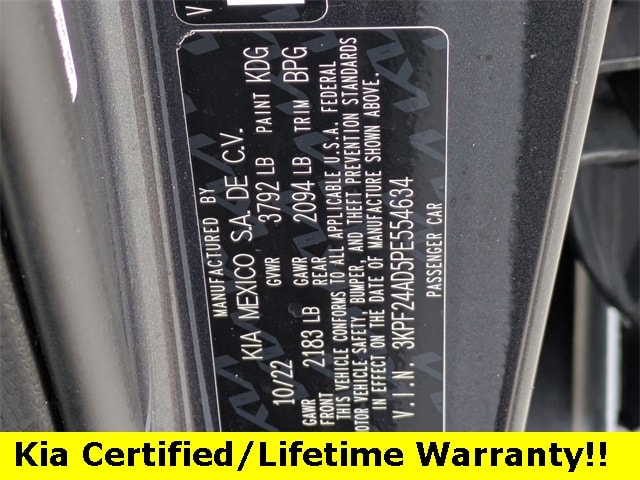 V
MANUFACTURED BY
KIA MEXICO S.A. DE C.V.
10/22 GVWR 3792 LB PAINT KDG
GAWR FRONT 2183 LB GAWR REAR 2094 LB TRIM BPG
THIS VEHICLE CONFORMS TO ALL APPLICABLE U.S.A. FEDERAL
MOTOR VEHICLE SAFETY, BUMPER, AND THEFT PREVENTION STANDARDS
IN EFFECT ON THE DATE OF MANUFACTURE SHOWN ABOVE.
V.I.N. 3KPF24AD5PE554634
PASSENGER CAR
Kia Certified/Lifetime Warranty!!